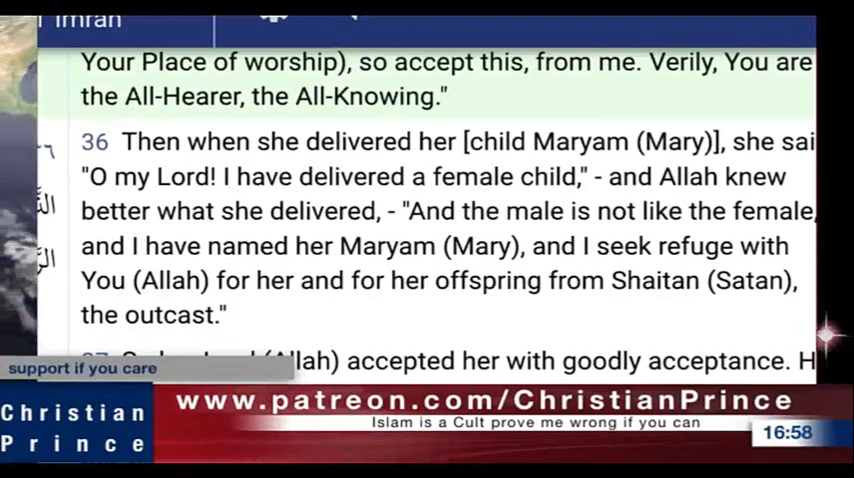 Imran
Your Place of worship), so accept this, from me. Verily, You are
the All-Hearer, the All-Knowing."
36 Then when she delivered her [child Maryam (Mary)], she sai
"O my Lord! I have delivered a female child," - and Allah knew
better what she delivered, - "And the male is not like the female,
and I have named her Maryam (Mary), and I seek refuge with
You (Allah) for her and for her offspring from Shaitan (Satan),
the outcast."
(Allah) accepted her with goodly acceptance. H
support if you care
www.patreon.com/ChristianPrince
Christian
Prince
Islam is a Cult prove me wrong if you can
16:58